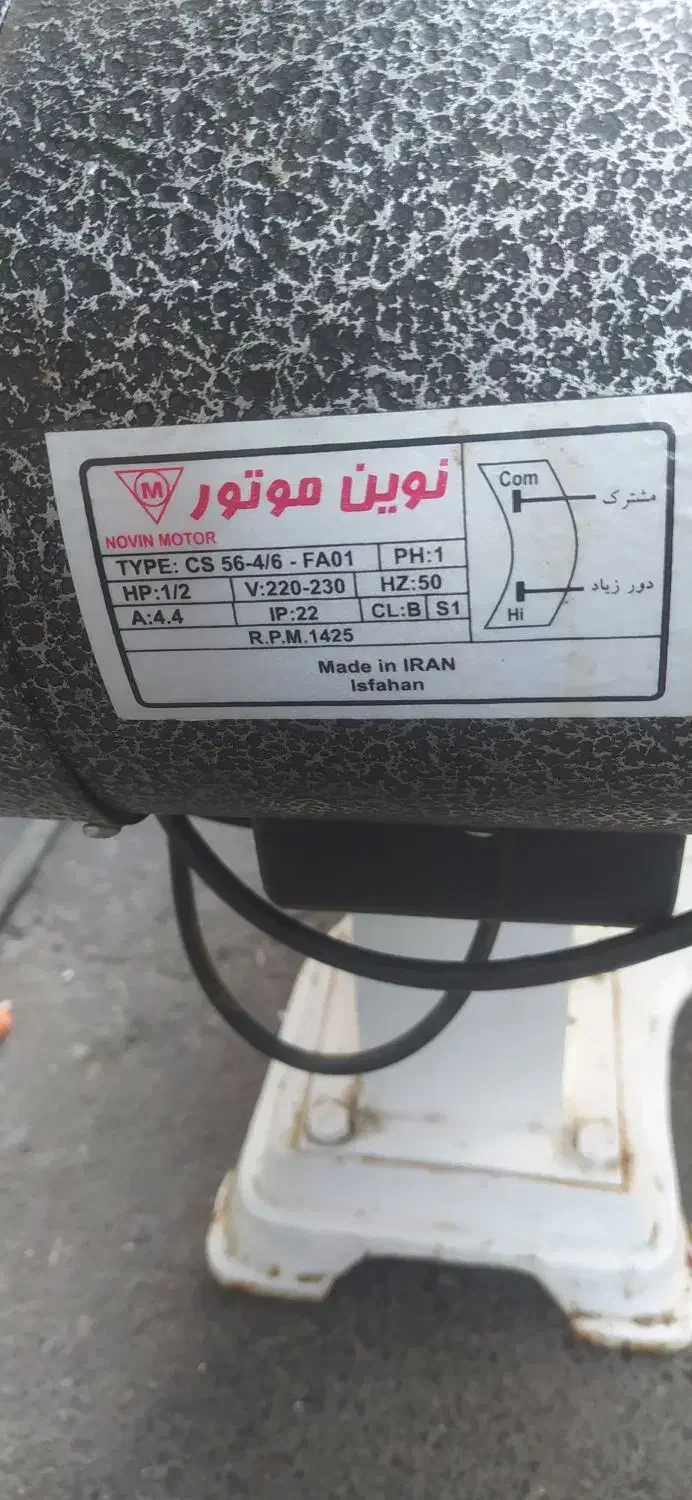 M نوین موتور
NOVIN MOTOR
TYPE: CS 56-4/6 - FA01 PH:1
HP:1/2 V:220-230 HZ:50
A:4.4 IP:22 CL:B S1
R.P.M.1425
Com مشترک
Hi دور زیاد
Made in IRAN
Isfahan